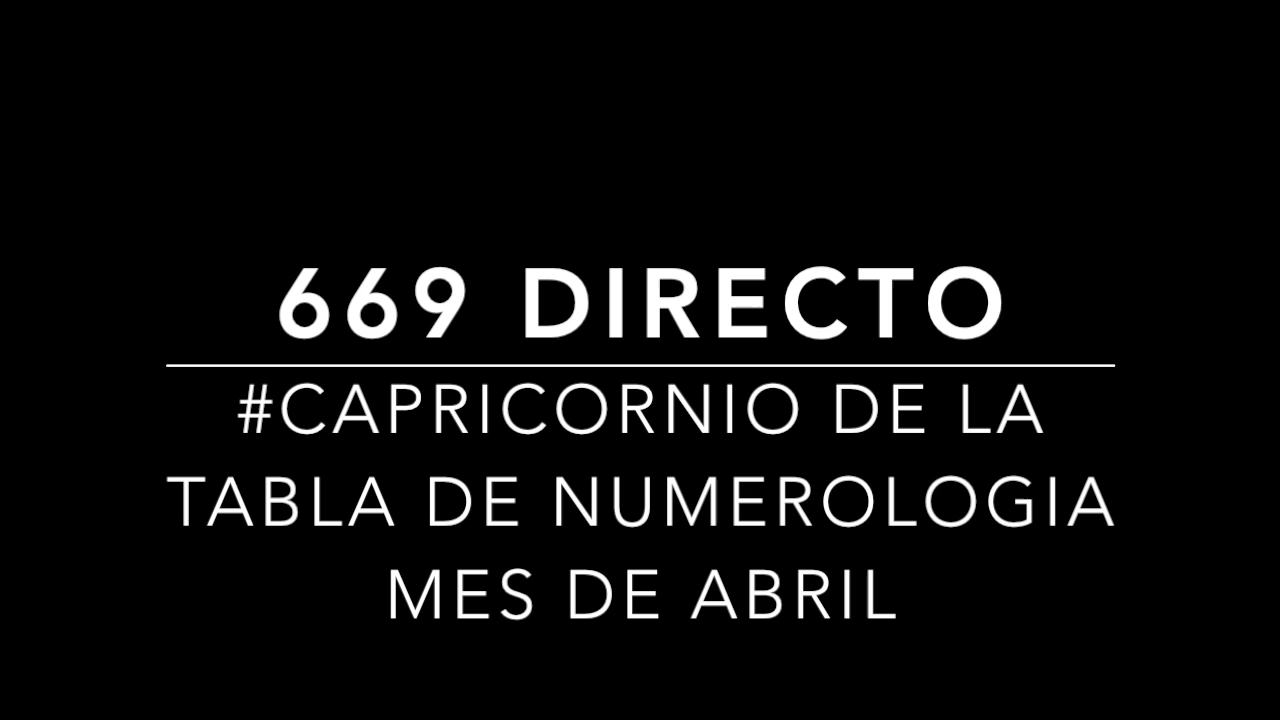 669 DIRECTO
#CAPRICORNIO DE LA
TABLA DE NUMEROLOGIA
MES DE ABRIL